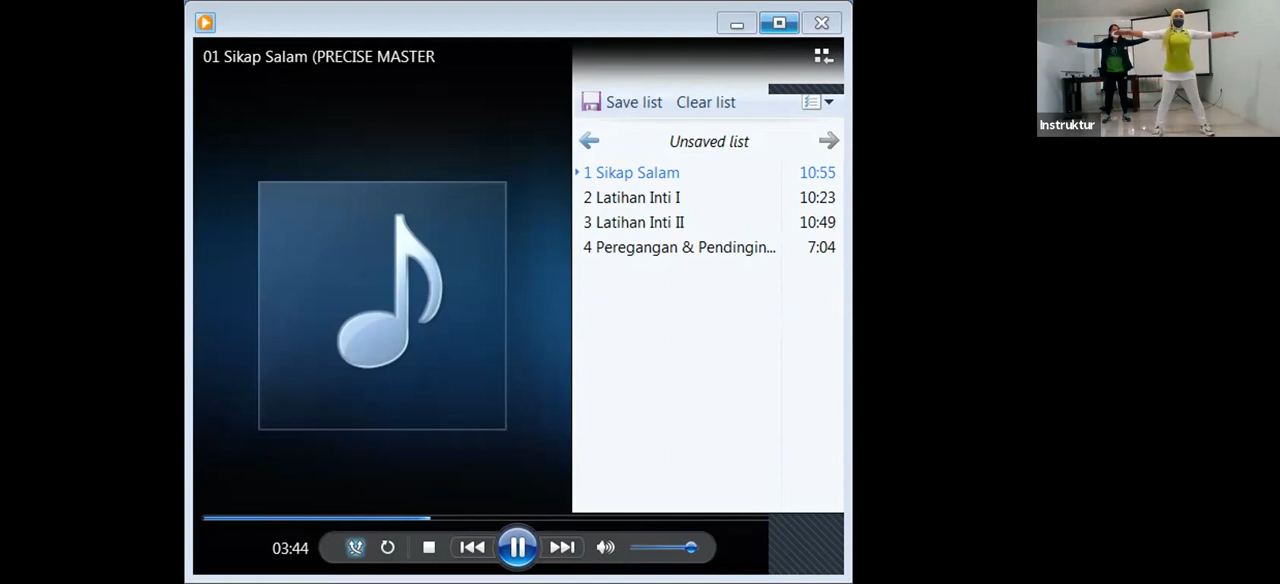 01 Sikap Salam (PRECISE MASTER
Save list Clear list
Unsaved list
1 Sikap Salam 10:55
2 Latihan Inti I 10:23
3 Latihan Inti II 10:49
4 Peregangan & Pendingin... 7:04
03:44
Instruktur